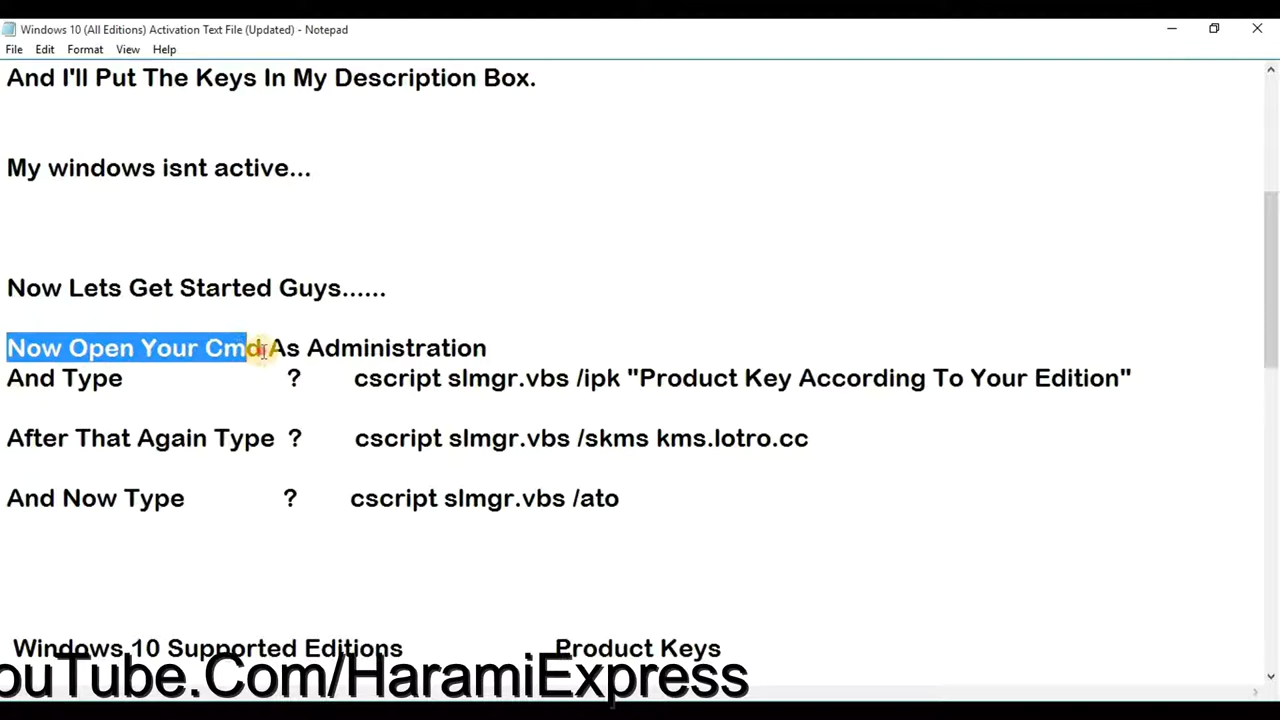 Windows 10 (All Editions) Activation Text File (Updated) - Notepad
File Edit Format View Help
And I'll Put The Keys In My Description Box.
My windows isnt active...
Now Lets Get Started Guys......
Now Open Your Cmd As Administration
And Type ? cscript slmgr.vbs /ipk "Product Key According To Your Edition"
After That Again Type ? cscript slmgr.vbs /skms kms.lotro.cc
And Now Type ? cscript slmgr.vbs /ato
Windows 10 Supported Editions Product Keys
ouTube.Com/HaramiExpress